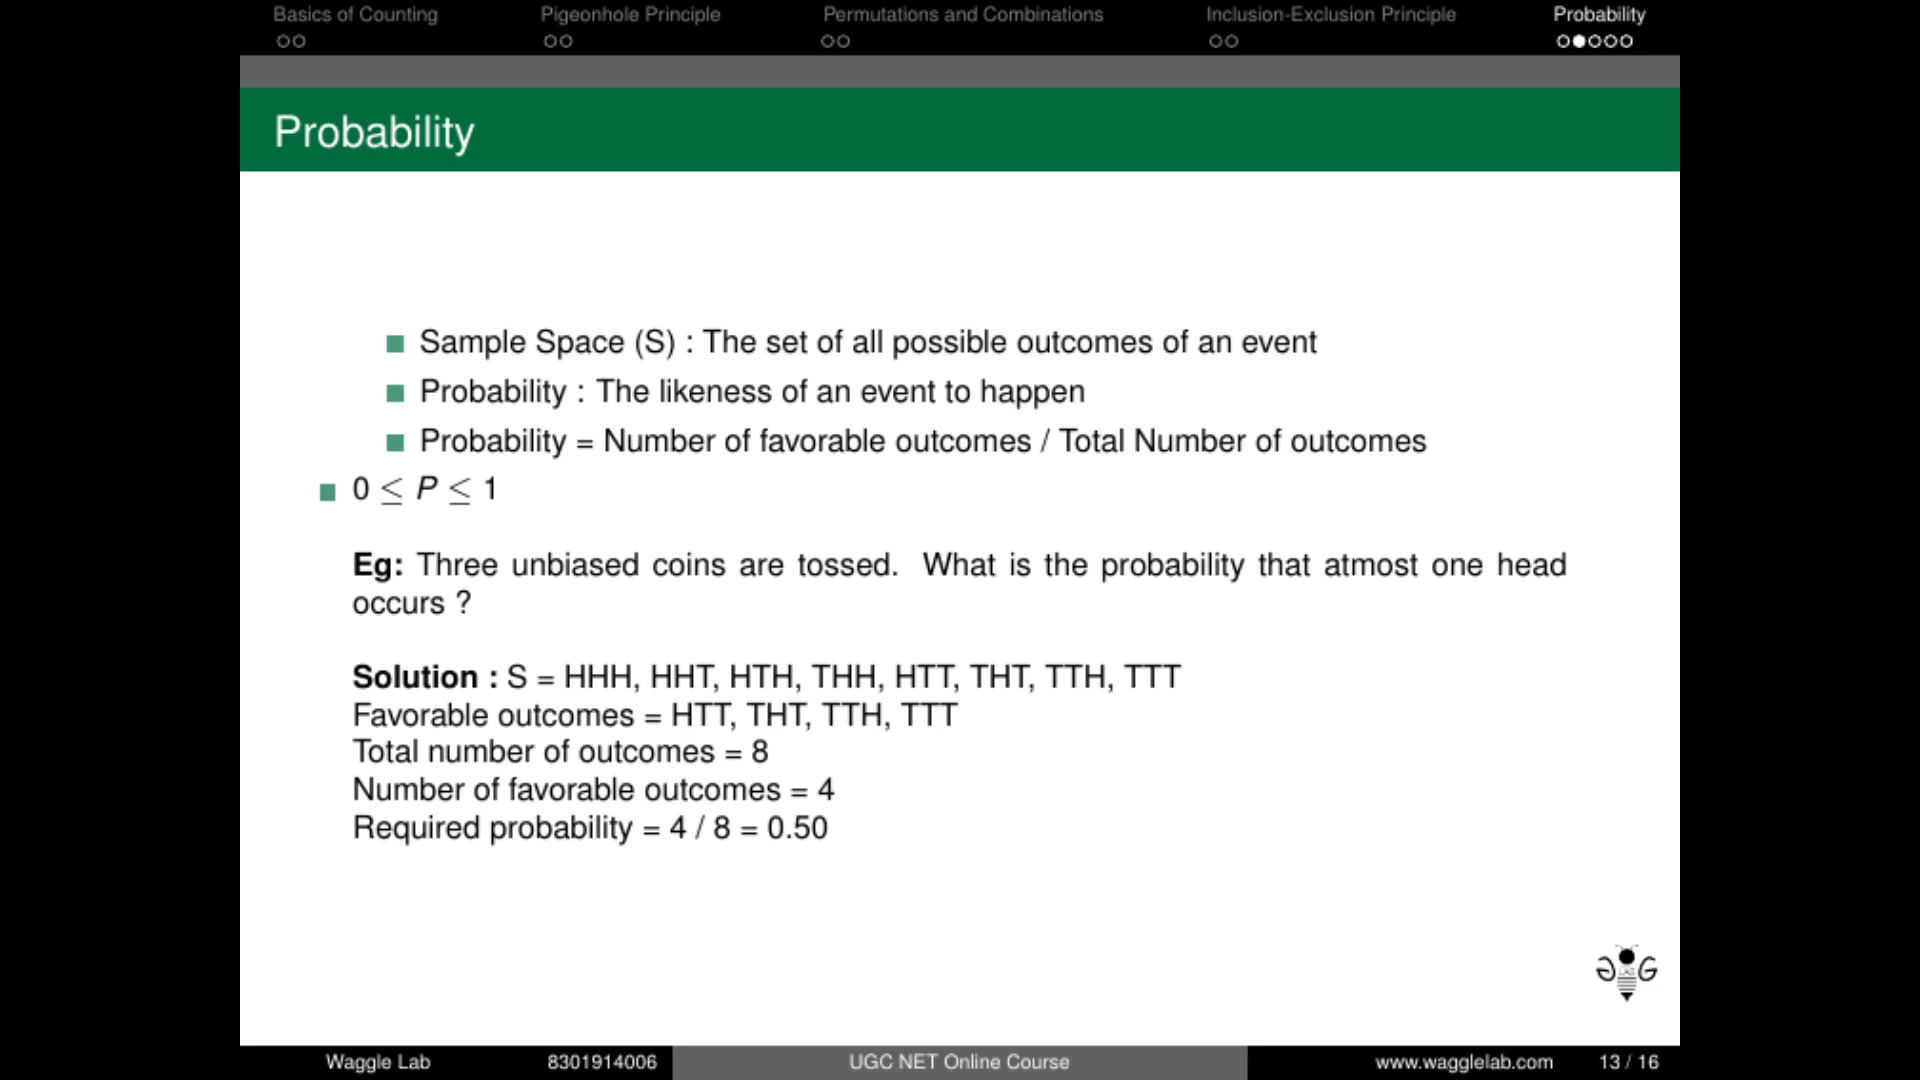 Basics of Counting Pigeonhole Principle Permutations and Combinations Inclusion-Exclusion Principle Probability
Probability
Sample Space (S) : The set of all possible outcomes of an event
Probability : The likeness of an event to happen
Probability = Number of favorable outcomes / Total Number of outcomes
0 ≤ P ≤ 1
Eg: Three unbiased coins are tossed. What is the probability that atmost one head
occurs ?
Solution : S = HHH, HHT, HTH, THH, HTT, THT, TTH, TTT
Favorable outcomes = HTT, THT, TTH, TTT
Total number of outcomes = 8
Number of favorable outcomes = 4
Required probability = 4 / 8 = 0.50
Waggle Lab 8301914006 UGC NET Online Course www.wagglelab.com 13 / 16